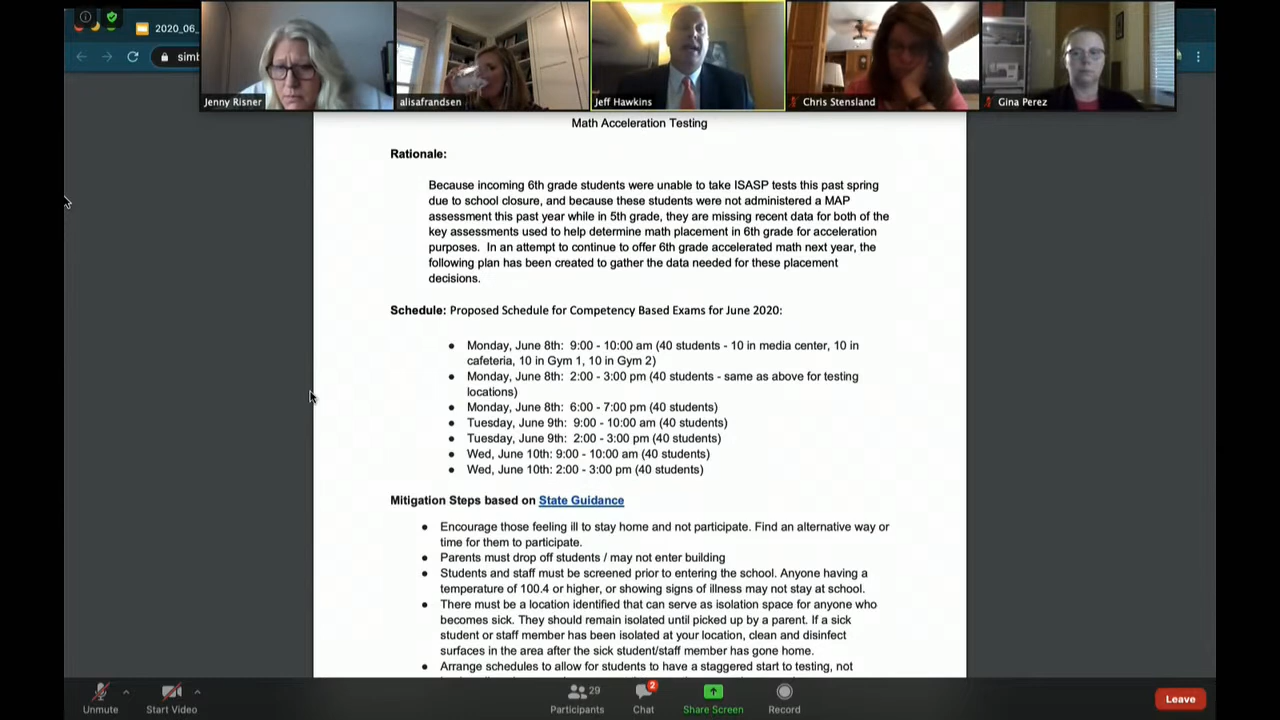 2020_06_
simb
Jenny Risner
alisafrandsen
Jeff Hawkins
Chris Stensland
Gina Perez
Math Acceleration Testing
Rationale:
Because incoming 6th grade students were unable to take ISASP tests this past spring
due to school closure, and because these students were not administered a MAP
assessment this past year while in 5th grade, they are missing recent data for both of the
key assessments used to help determine math placement in 6th grade for acceleration
purposes. In an attempt to continue to offer 6th grade accelerated math next year, the
following plan has been created to gather the data needed for these placement
decisions.
Schedule: Proposed Schedule for Competency Based Exams for June 2020:
● Monday, June 8th: 9:00 - 10:00 am (40 students - 10 in media center, 10 in
cafeteria, 10 in Gym 1, 10 in Gym 2)
● Monday, June 8th: 2:00 - 3:00 pm (40 students - same as above for testing
locations)
● Monday, June 8th: 6:00 - 7:00 pm (40 students)
● Tuesday, June 9th: 9:00 - 10:00 am (40 students)
● Tuesday, June 9th: 2:00 - 3:00 pm (40 students)
● Wed, June 10th: 9:00 - 10:00 am (40 students)
● Wed, June 10th: 2:00 - 3:00 pm (40 students)
Mitigation Steps based on State Guidance
● Encourage those feeling ill to stay home and not participate. Find an alternative way or
time for them to participate.
● Parents must drop off students / may not enter building
● Students and staff must be screened prior to entering the school. Anyone having a
temperature of 100.4 or higher, or showing signs of illness may not stay at school.
● There must be a location identified that can serve as isolation space for anyone who
becomes sick. They should remain isolated until picked up by a parent. If a sick
student or staff member has been isolated at your location, clean and disinfect
surfaces in the area after the sick student/staff member has gone home.
● Arrange schedules to allow for students to have a staggered start to testing, not
Unmute
Start Video
29
Participants
2
Chat
Share Screen
Record
Leave